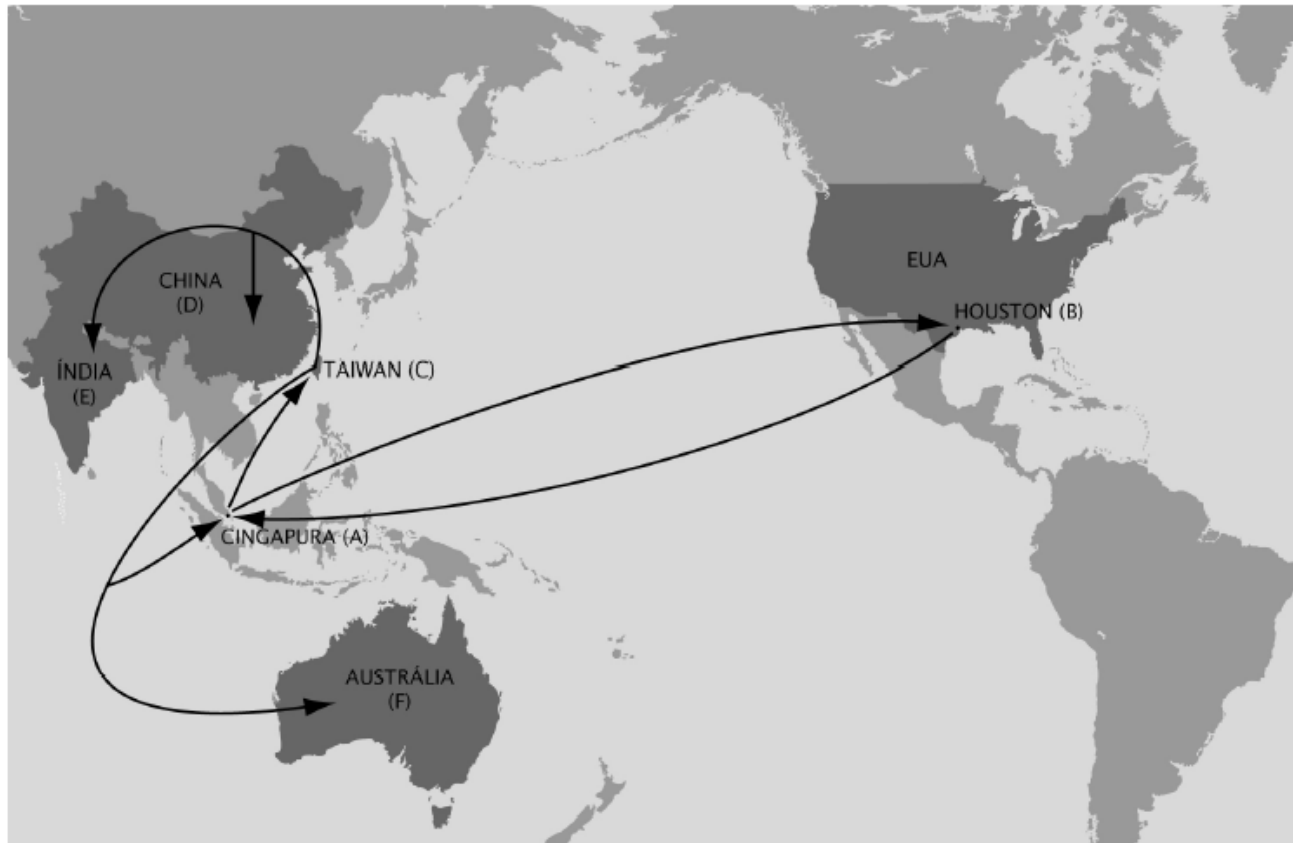 EUA
CHINA
(D)
HOUSTON (B)
ÍNDIA
(E)
TAIWAN (C)
CINGAPURA (A)
AUSTRÁLIA
(F)